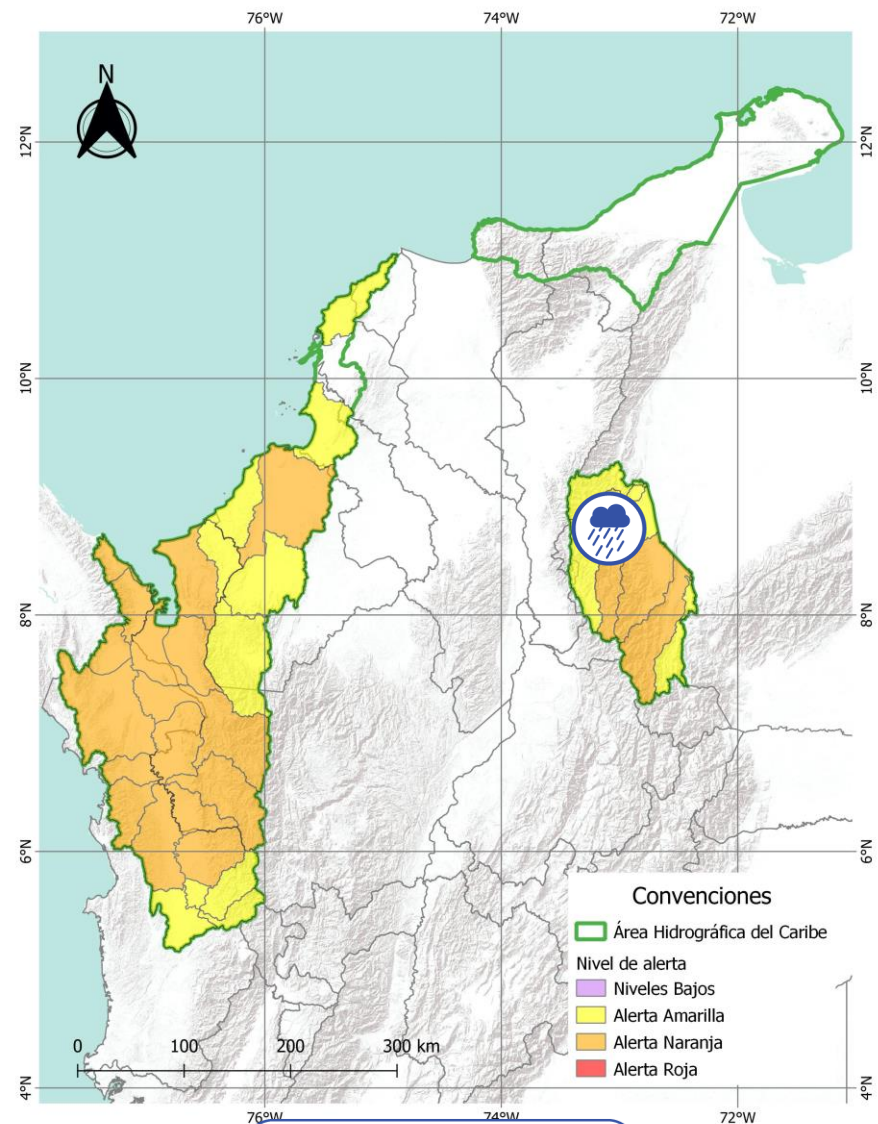 76°W 74°W 72°W
N
12°N 12°N
10°N 10°N
8°N 8°N
6°N 6°N
Convenciones
Área Hidrográfica del Caribe
Nivel de alerta
Niveles Bajos
Alerta Amarilla
Alerta Naranja
Alerta Roja
0 100 200 300 km
4°N 4°N
76°W 74°W 72°W